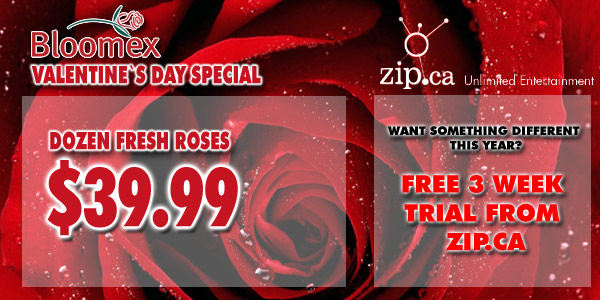 Bloomex
VALENTINE`S DAY SPECIAL
DOZEN FRESH ROSES
$39.99
zip.ca Unlimited Entertainment
WANT SOMETHING DIFFERENT
THIS YEAR?
FREE 3 WEEK
TRIAL FROM
ZIP.CA